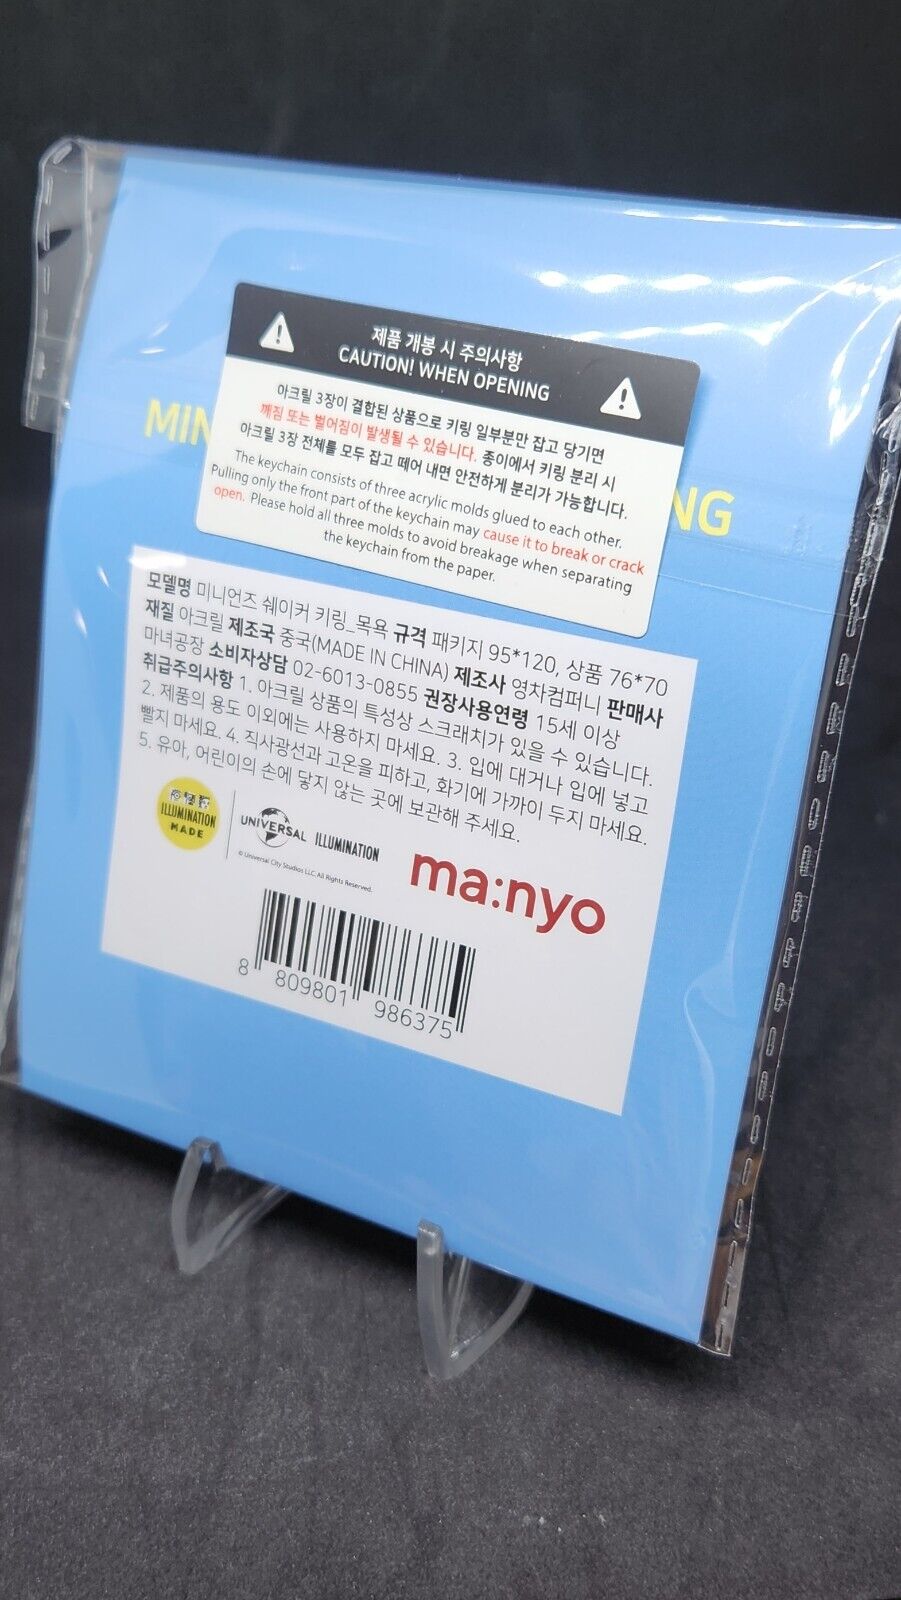 제품 개봉 시 주의사항
CAUTION! WHEN OPENING
아크릴 3장이 결합된 상품으로 키링 일부분만 잡고 당기면
깨짐 또는 벌어짐이 발생될 수 있습니다. 종이에서 키링 분리 시
아크릴 3장 전체를 모두 잡고 떼어 내면 안전하게 분리가 가능합니다.
The keychain consists of three acrylic molds glued to each other.
Pulling only the front part of the keychain may cause it to break or crack
open. Please hold all three molds to avoid breakage when separating
the keychain from the paper.
MIN
NG
모델명 미니언즈 쉐이커 키링_목욕 규격 패키지 95*120, 상품 76*70
재질 아크릴 제조국 중국(MADE IN CHINA) 제조사 영차컴퍼니 판매사
마녀공장 소비자상담 02-6013-0855 권장사용연령 15세 이상
취급주의사항 1. 아크릴 상품의 특성상 스크래치가 있을 수 있습니다.
2. 제품의 용도 이외에는 사용하지 마세요. 3. 입에 대거나 입에 넣고
빨지 마세요. 4. 직사광선과 고온을 피하고, 화기에 가까이 두지 마세요.
5. 유아, 어린이의 손에 닿지 않는 곳에 보관해 주세요.
ILLUMINATION
MADE
UNIVERSAL ILLUMINATION
© Universal City Studios LLC. All Rights Reserved.
ma:nyo
8 809801 986375